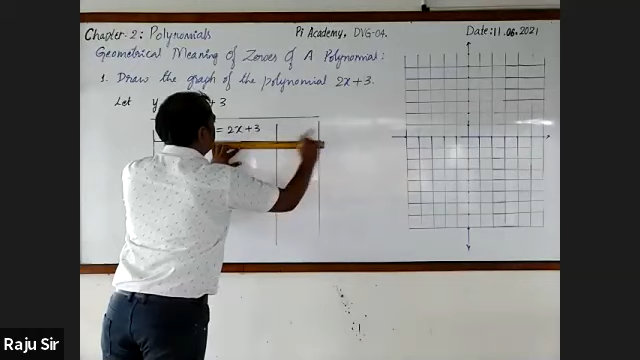 Chapter-2: Polynomials Pi Academy, DVG-04. Date: 11.06.2021
Geometrical Meaning Of Zeroes Of A Polynomial:
1. Draw the graph of the polynomial 2x+3.
Let y + 3
= 2x+3
Raju Sir